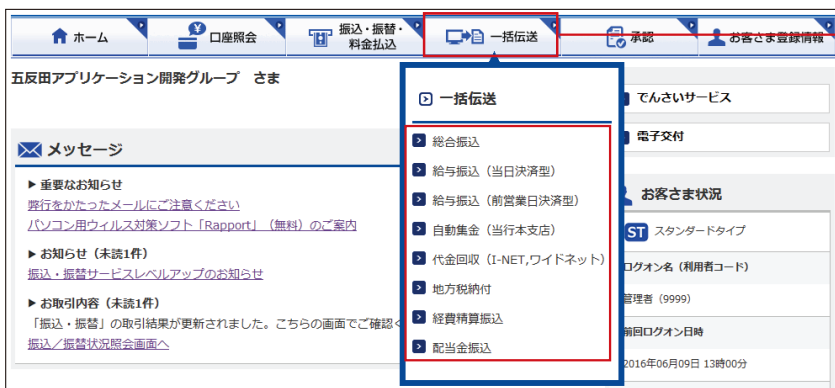 ホーム
口座照会
振込・振替・
料金払込
一括伝送
承認
お客さま登録情報
五反田アプリケーション開発グループ さま
メッセージ
▶ 重要なお知らせ
弊行をかたったメールにご注意ください
パソコン用ウィルス対策ソフト「Rapport」（無料）のご案内
▶ お知らせ（未読1件）
振込・振替サービスレベルアップのお知らせ
▶ お取引内容（未読1件）
「振込・振替」の取引結果が更新されました。こちらの画面でご確認く
振込／振替状況照会画面へ
一括伝送
総合振込
給与振込（当日決済型）
給与振込（前営業日決済型）
自動集金（当行本支店）
代金回収（I-NET,ワイドネット）
地方税納付
経費精算振込
配当金振込
でんさいサービス
電子交付
お客さま状況
ST スタンダードタイプ
ログオン名（利用者コード）
管理者（9999）
前回ログオン日時
2016年06月09日 13時00分